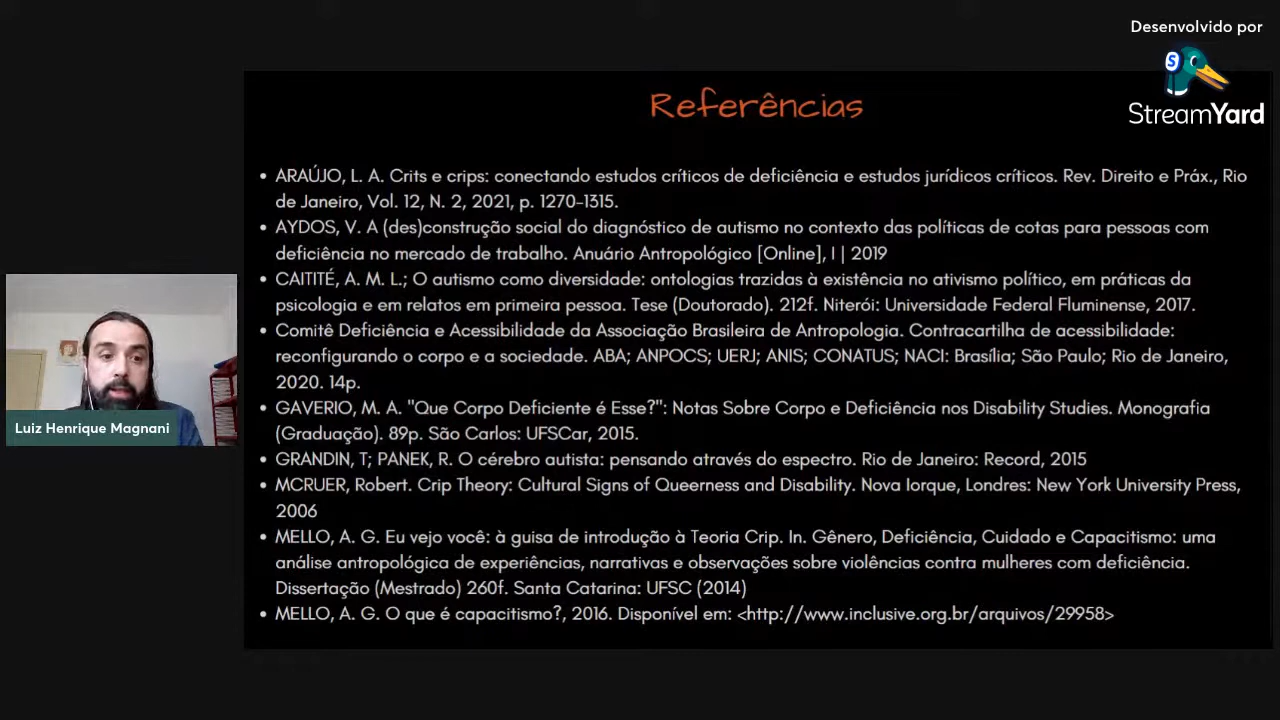 Desenvolvido por
S
StreamYard
Referências
• ARAÚJO, L. A. Crits e crips: conectando estudos críticos de deficiência e estudos jurídicos críticos. Rev. Direito e Práx., Rio
de Janeiro, Vol. 12, N. 2, 2021, p. 1270-1315.
• AYDOS, V. A (des)construção social do diagnóstico de autismo no contexto das políticas de cotas para pessoas com
deficiência no mercado de trabalho. Anuário Antropológico [Online], I | 2019
• CAITITÉ, A. M. L.; O autismo como diversidade: ontologias trazidas à existência no ativismo político, em práticas da
psicologia e em relatos em primeira pessoa. Tese (Doutorado). 212f. Niterói: Universidade Federal Fluminense, 2017.
• Comitê Deficiência e Acessibilidade da Associação Brasileira de Antropologia. Contracartilha de acessibilidade:
reconfigurando o corpo e a sociedade. ABA; ANPOCS; UERJ; ANIS; CONATUS; NACI: Brasília; São Paulo; Rio de Janeiro,
2020. 14p.
• GAVERIO, M. A. "Que Corpo Deficiente é Esse?": Notas Sobre Corpo e Deficiência nos Disability Studies. Monografia
(Graduação). 89p. São Carlos: UFSCar, 2015.
• GRANDIN, T; PANEK, R. O cérebro autista: pensando através do espectro. Rio de Janeiro: Record, 2015
• MCRUER, Robert. Crip Theory: Cultural Signs of Queerness and Disability. Nova Iorque, Londres: New York University Press,
2006
• MELLO, A. G. Eu vejo você: à guisa de introdução à Teoria Crip. In. Gênero, Deficiência, Cuidado e Capacitismo: uma
análise antropológica de experiências, narrativas e observações sobre violências contra mulheres com deficiência.
Dissertação (Mestrado) 260f. Santa Catarina: UFSC (2014)
• MELLO, A. G. O que é capacitismo?, 2016. Disponível em: <http://www.inclusive.org.br/arquivos/29958>
Luiz Henrique Magnani